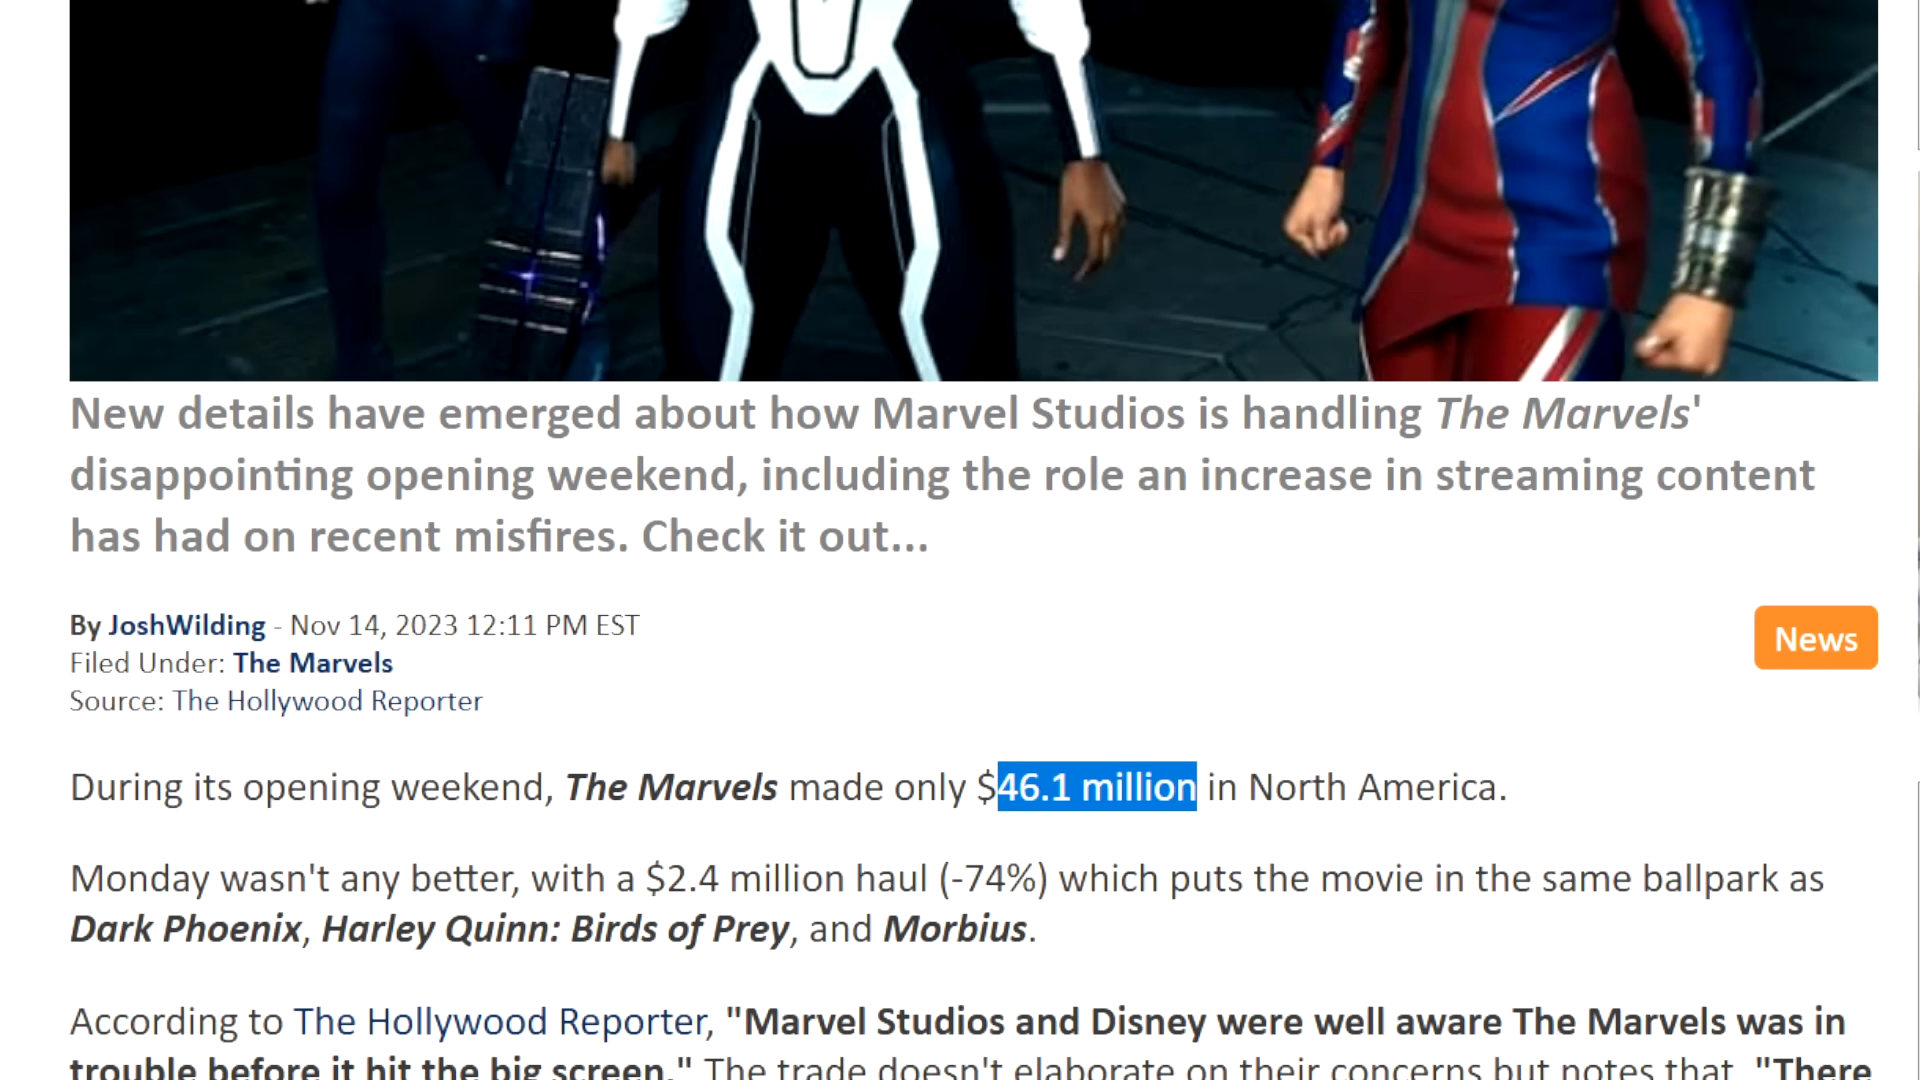 New details have emerged about how Marvel Studios is handling The Marvels'
disappointing opening weekend, including the role an increase in streaming content
has had on recent misfires. Check it out...
By JoshWilding - Nov 14, 2023 12:11 PM EST
News
Filed Under: The Marvels
Source: The Hollywood Reporter
During its opening weekend, The Marvels made only $46.1 million in North America.
Monday wasn't any better, with a $2.4 million haul (-74%) which puts the movie in the same ballpark as
Dark Phoenix, Harley Quinn: Birds of Prey, and Morbius.
According to The Hollywood Reporter, "Marvel Studios and Disney were well aware The Marvels was in
trouble before it hit the big screen." The trade doesn't elaborate on their concerns but notes that, "There